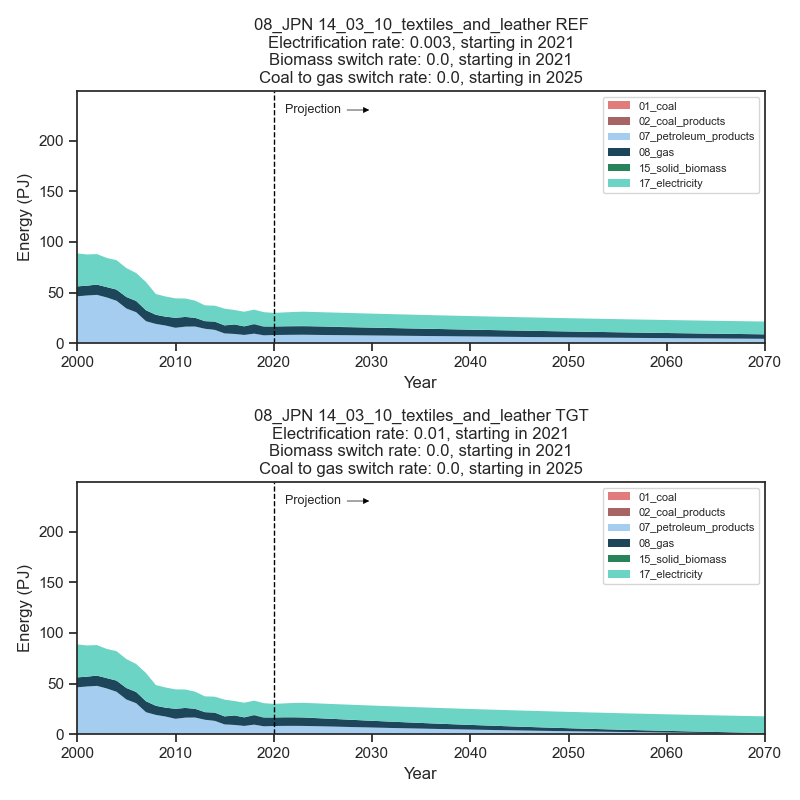 08_JPN 14_03_10_textiles_and_leather REF
Electrification rate: 0.003, starting in 2021
Biomass switch rate: 0.0, starting in 2021
Coal to gas switch rate: 0.0, starting in 2025
Projection
01_coal
02_coal_products
07_petroleum_products
08_gas
15_solid_biomass
17_electricity
Energy (PJ)
200
150
100
50
0
2000 2010 2020 2030 2040 2050 2060 2070
Year
08_JPN 14_03_10_textiles_and_leather TGT
Electrification rate: 0.01, starting in 2021
Biomass switch rate: 0.0, starting in 2021
Coal to gas switch rate: 0.0, starting in 2025
Projection
01_coal
02_coal_products
07_petroleum_products
08_gas
15_solid_biomass
17_electricity
Energy (PJ)
200
150
100
50
0
2000 2010 2020 2030 2040 2050 2060 2070
Year